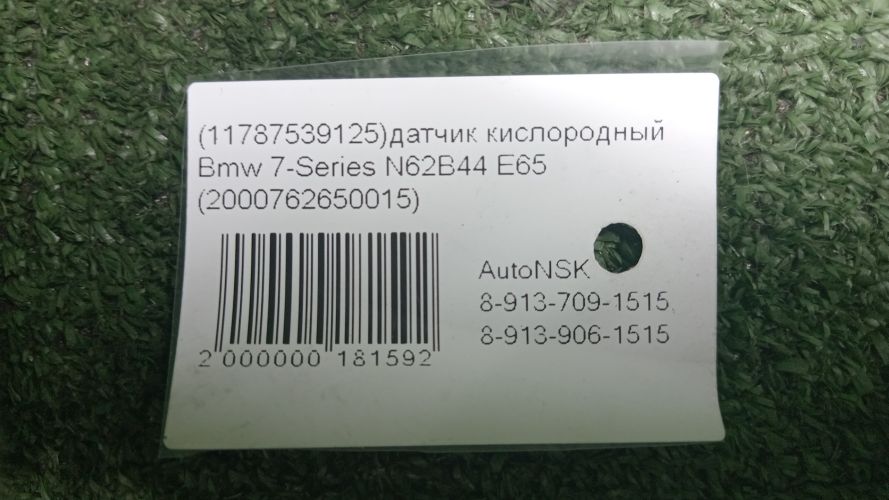 (11787539125)датчик кислородный
Bmw 7-Series N62B44 E65
(2000762650015)
AutoNSK
8-913-709-1515,
8-913-906-1515
2 000000 181592